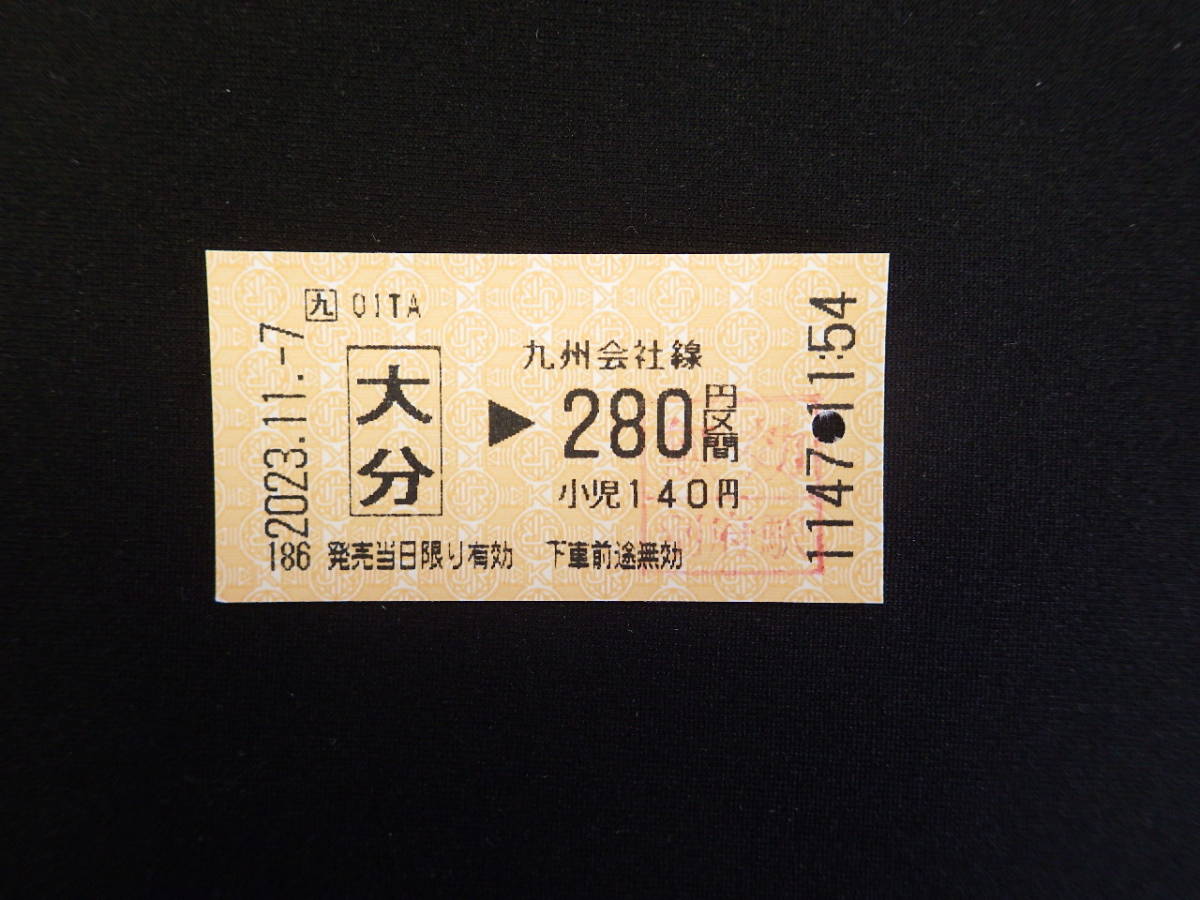 九 OITA
2023.11.-7
大分
九州会社線
▶280円区間
小児140円
1147●11:54
186 発売当日限り有効 下車前途無効